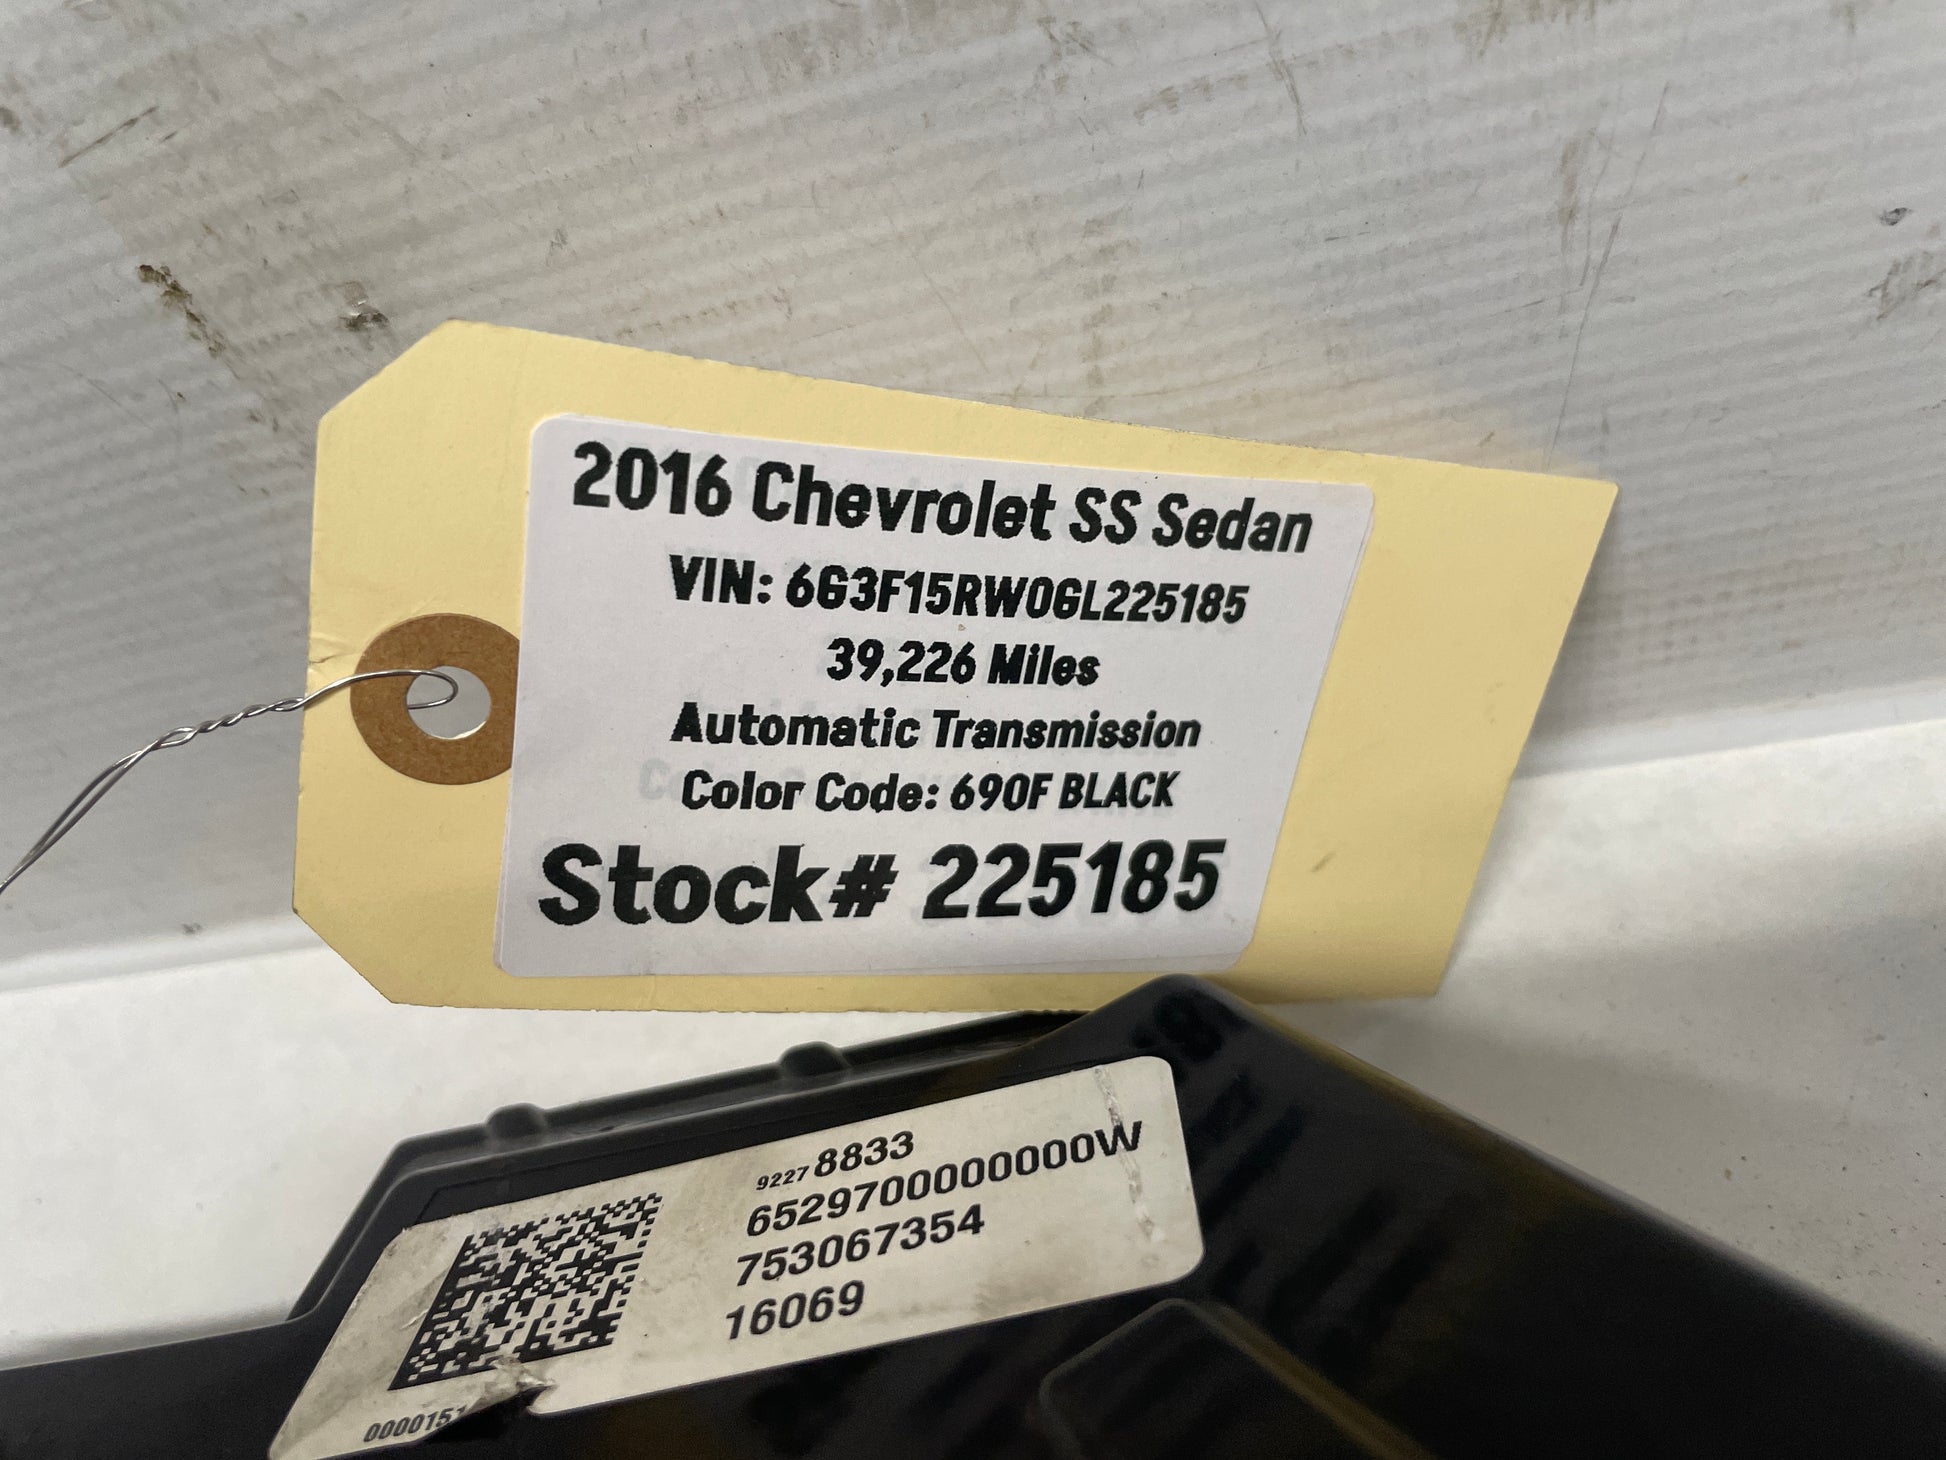 2016 Chevrolet SS Sedan
VIN: 6G3F15RW0GL225185
39,226 Miles
Automatic Transmission
Color Code: 690F BLACK
Stock# 225185
92278833
652970000000000W
753067354
16069